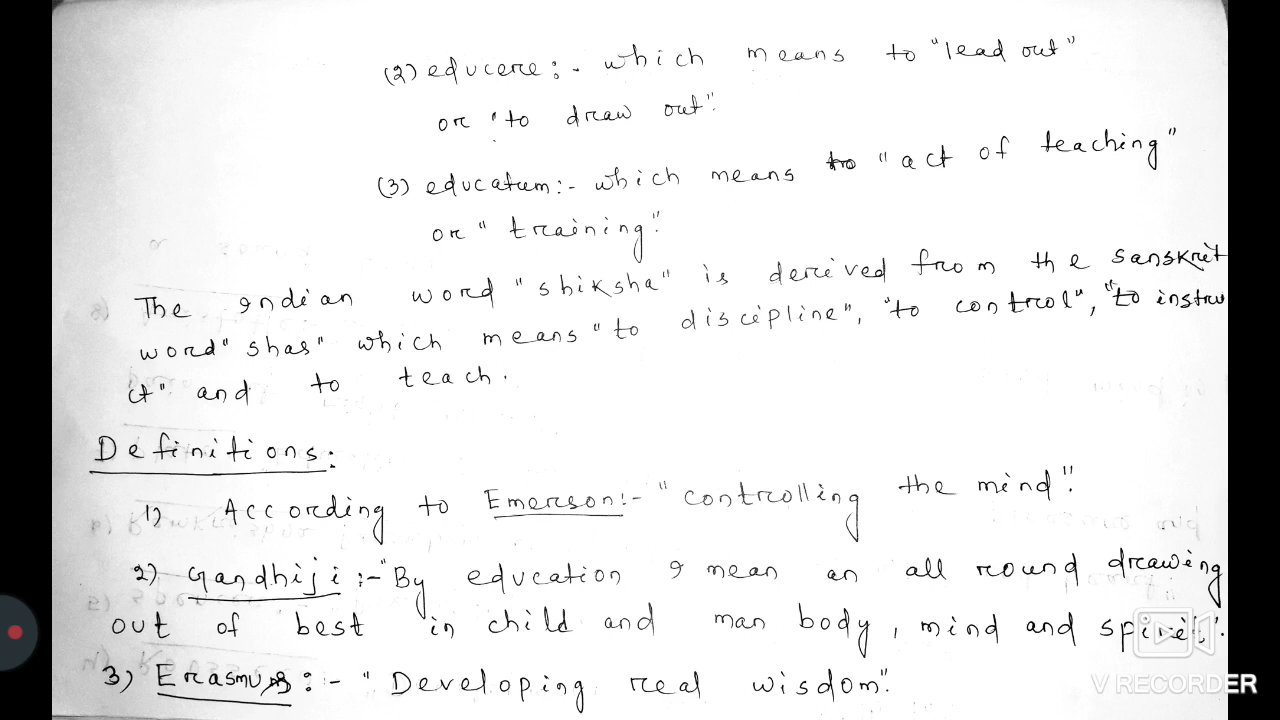 (2) educere:- which means to "lead out"
or "to draw out".
(3) educatum:- which means to "act of teaching"
or "training".
The Indian word "shiksha" is derived from the sanskrit
word "shas" which means "to discipline", "to control", "to instru
ct" and to teach.
Definitions:
1) According to Emerson:- "controlling the mind".
2) Gandhiji:- "By education I mean an all round drawing
out of best in child and man body, mind and spirit".
3) Erasmus:- "Developing real wisdom".
V RECORDER